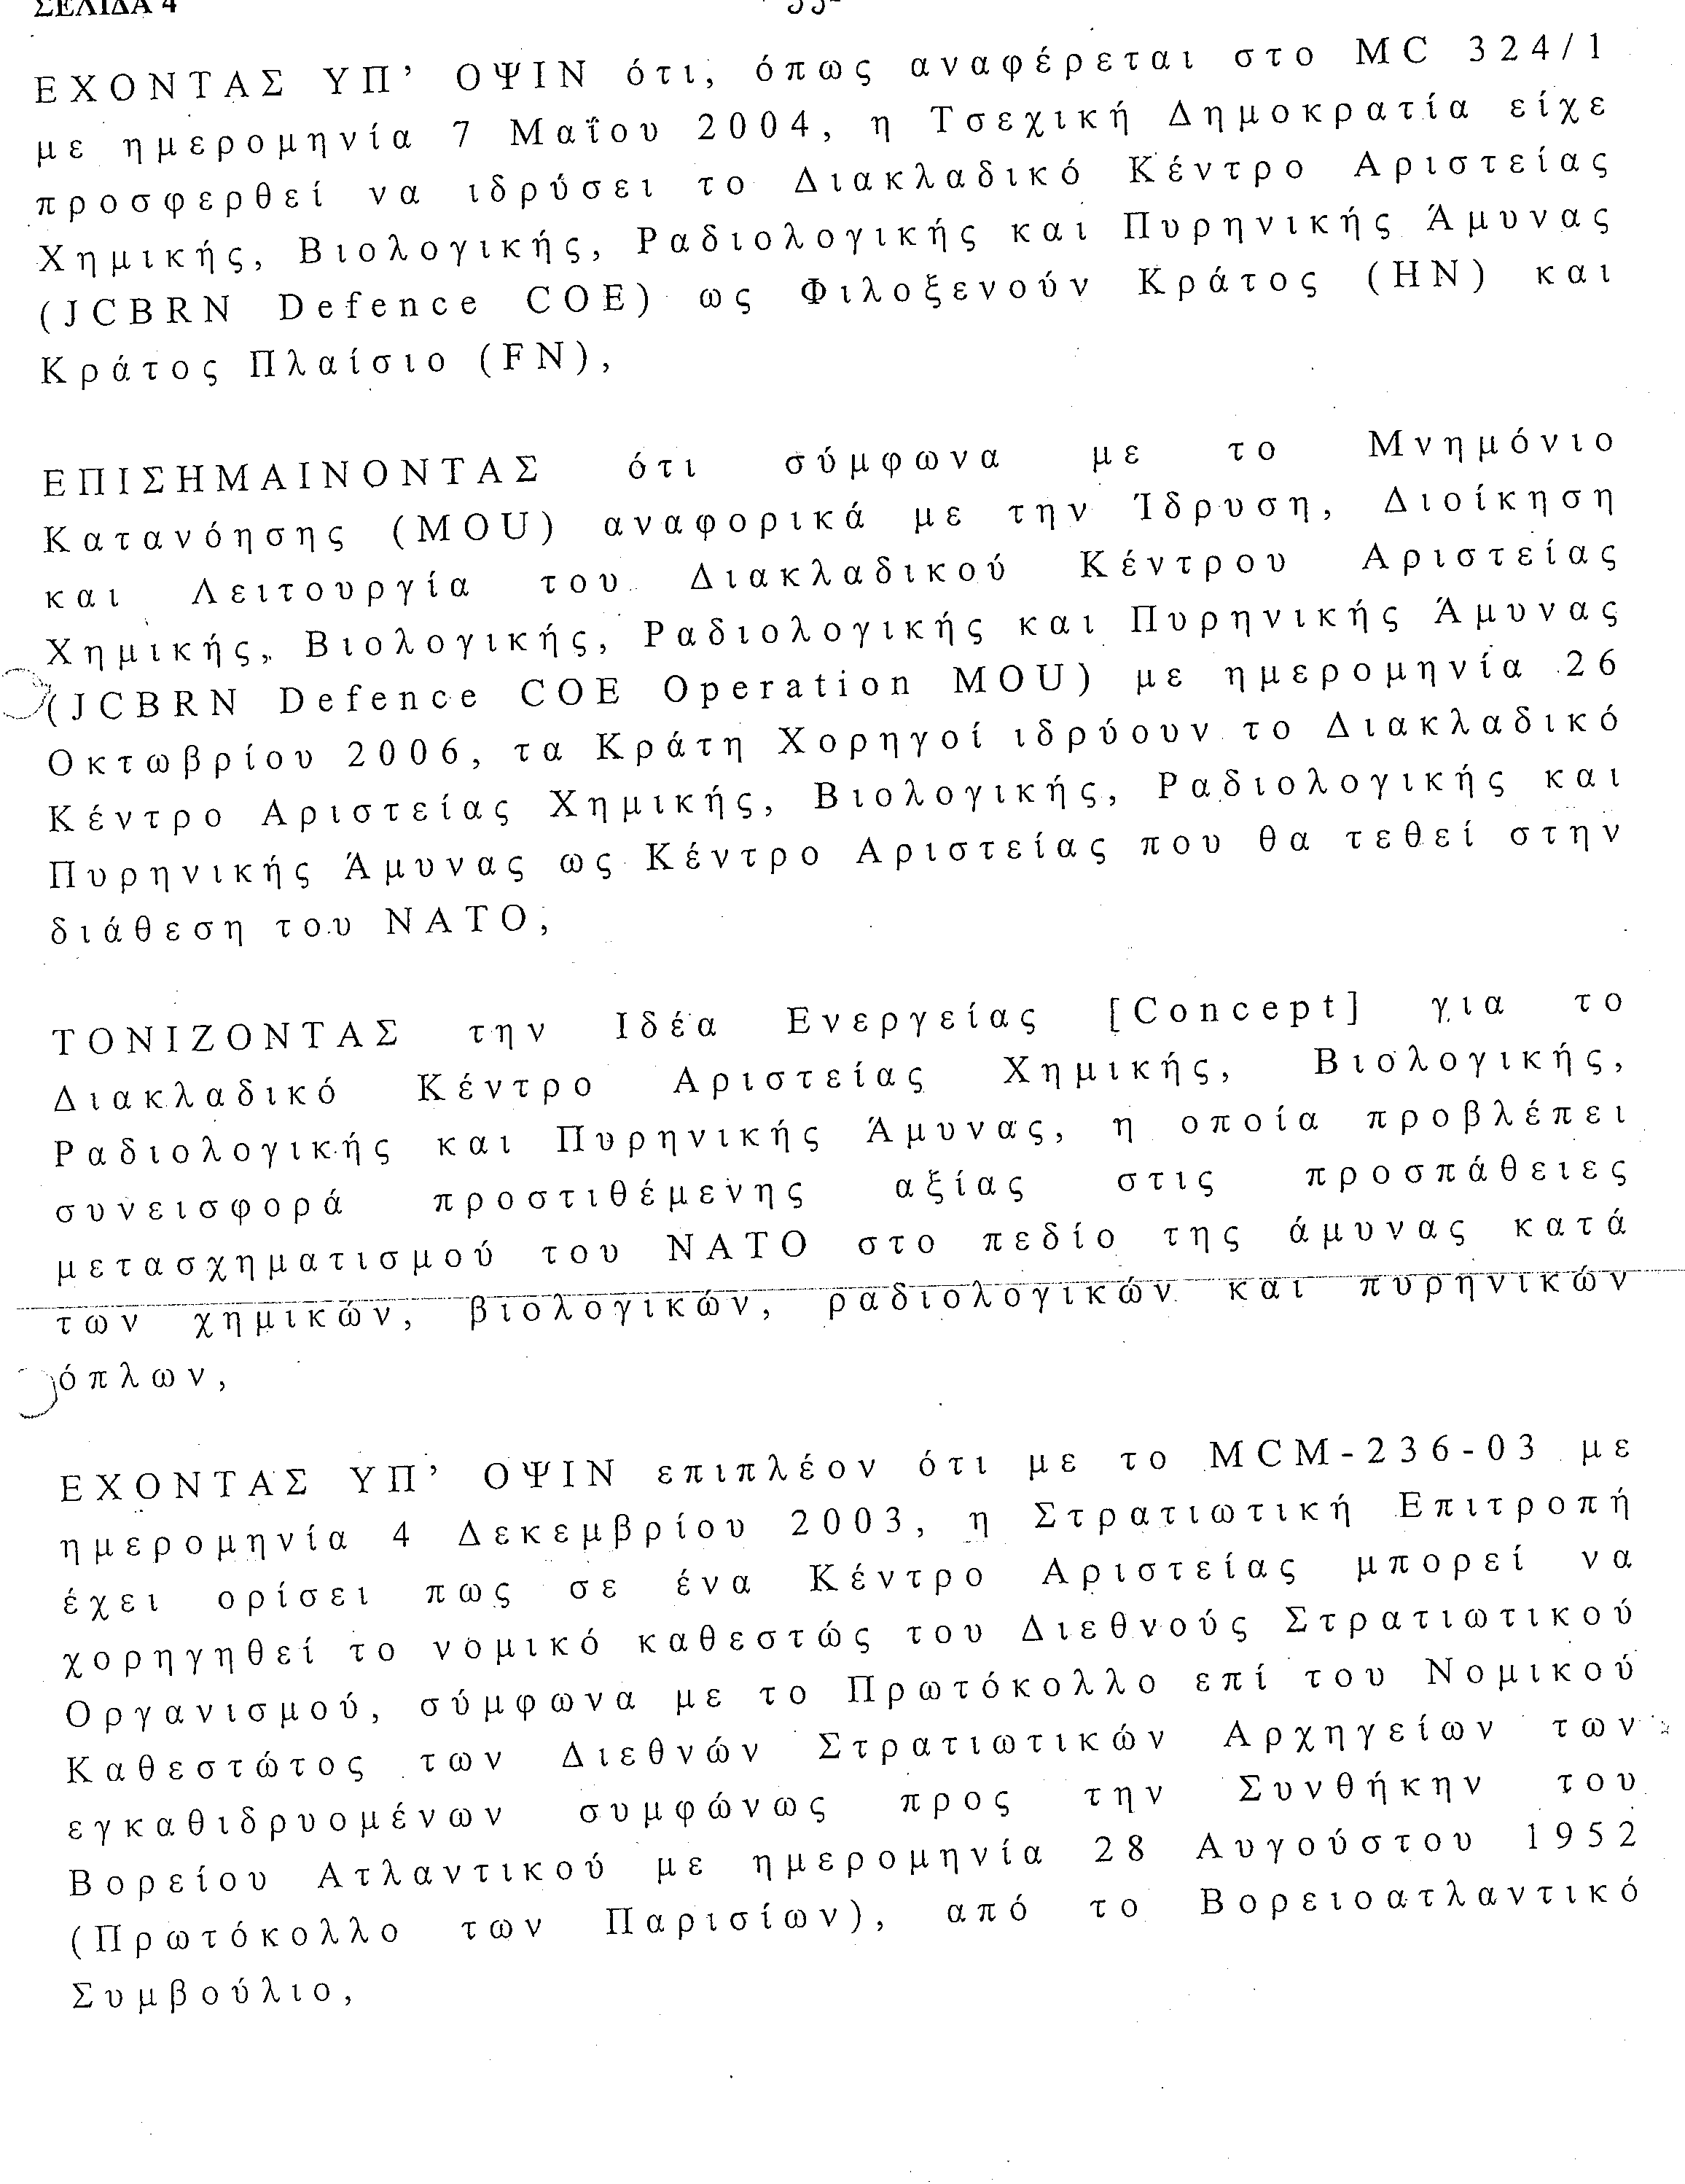 ΣΕΛΙΔΑ 4
ΕΧΟΝΤΑΣ ΥΠ’ ΟΨΙΝ ότι, όπως αναφέρεται στο MC 324/1
με ημερομηνία 7 Μαΐου 2004, η Τσεχική Δημοκρατία είχε
προσφερθεί να ιδρύσει το Διακλαδικό Κέντρο Αριστείας
Χημικής, Βιολογικής, Ραδιολογικής και Πυρηνικής Άμυνας
(JCBRN Defence COE) ως Φιλοξενούν Κράτος (HN) και
Κράτος Πλαίσιο (FN),
ΕΠΙΣΗΜΑΙΝΟΝΤΑΣ ότι σύμφωνα με το Μνημόνιο
Κατανόησης (MOU) αναφορικά με την Ίδρυση, Διοίκηση
και Λειτουργία του Διακλαδικού Κέντρου Αριστείας
Χημικής, Βιολογικής, Ραδιολογικής και Πυρηνικής Άμυνας
(JCBRN Defence COE Operation MOU) με ημερομηνία 26
Οκτωβρίου 2006, τα Κράτη Χορηγοί ιδρύουν το Διακλαδικό
Κέντρο Αριστείας Χημικής, Βιολογικής, Ραδιολογικής και
Πυρηνικής Άμυνας ως Κέντρο Αριστείας που θα τεθεί στην
διάθεση του ΝΑΤΟ,
ΤΟΝΙΖΟΝΤΑΣ την Ιδέα Ενεργείας [Concept] για το
Διακλαδικό Κέντρο Αριστείας Χημικής, Βιολογικής,
Ραδιολογικής και Πυρηνικής Άμυνας, η οποία προβλέπει
συνεισφορά προστιθέμενης αξίας στις προσπάθειες
μετασχηματισμού του ΝΑΤΟ στο πεδίο της άμυνας κατά
των χημικών, βιολογικών, ραδιολογικών και πυρηνικών
όπλων,
ΕΧΟΝΤΑΣ ΥΠ’ ΟΨΙΝ επιπλέον ότι με το MCM-236-03 με
ημερομηνία 4 Δεκεμβρίου 2003, η Στρατιωτική Επιτροπή
έχει ορίσει πως σε ένα Κέντρο Αριστείας μπορεί να
χορηγηθεί το νομικό καθεστώς του Διεθνούς Στρατιωτικού
Οργανισμού, σύμφωνα με το Πρωτόκολλο επί του Νομικού
Καθεστώτος των Διεθνών Στρατιωτικών Αρχηγείων των
εγκαθιδρυομένων συμφώνως προς την Συνθήκην του
Βορείου Ατλαντικού με ημερομηνία 28 Αυγούστου 1952
(Πρωτόκολλο των Παρισίων), από το Βορειοατλαντικό
Συμβούλιο,